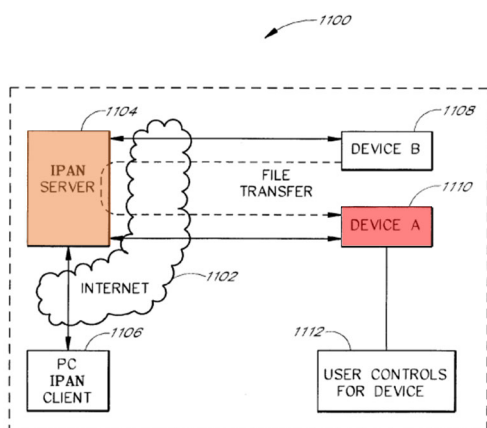 1100
1104
1108
IPAN
SERVER
DEVICE B
FILE
TRANSFER
1110
DEVICE A
INTERNET
1102
1106
1112
PC
IPAN
CLIENT
USER CONTROLS
FOR DEVICE